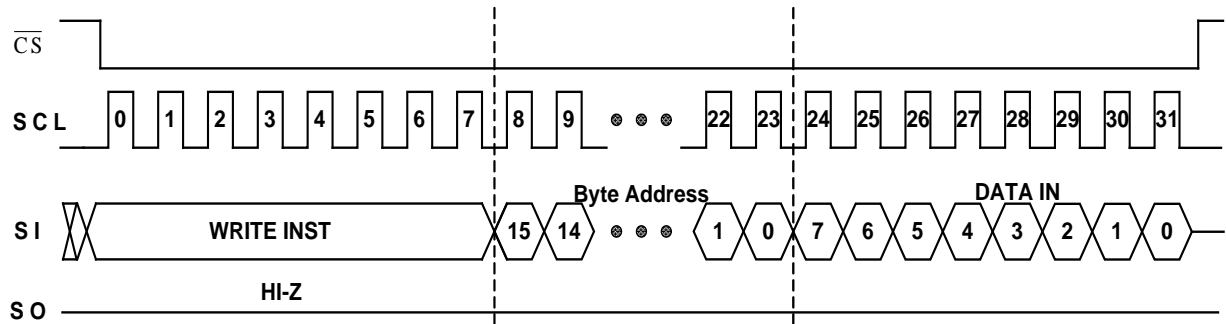 CS
SCL 0 1 2 3 4 5 6 7 8 9 22 23 24 25 26 27 28 29 30 31
Byte Address DATA IN
SI WRITE INST 15 14 1 0 7 6 5 4 3 2 1 0
HI-Z
SO